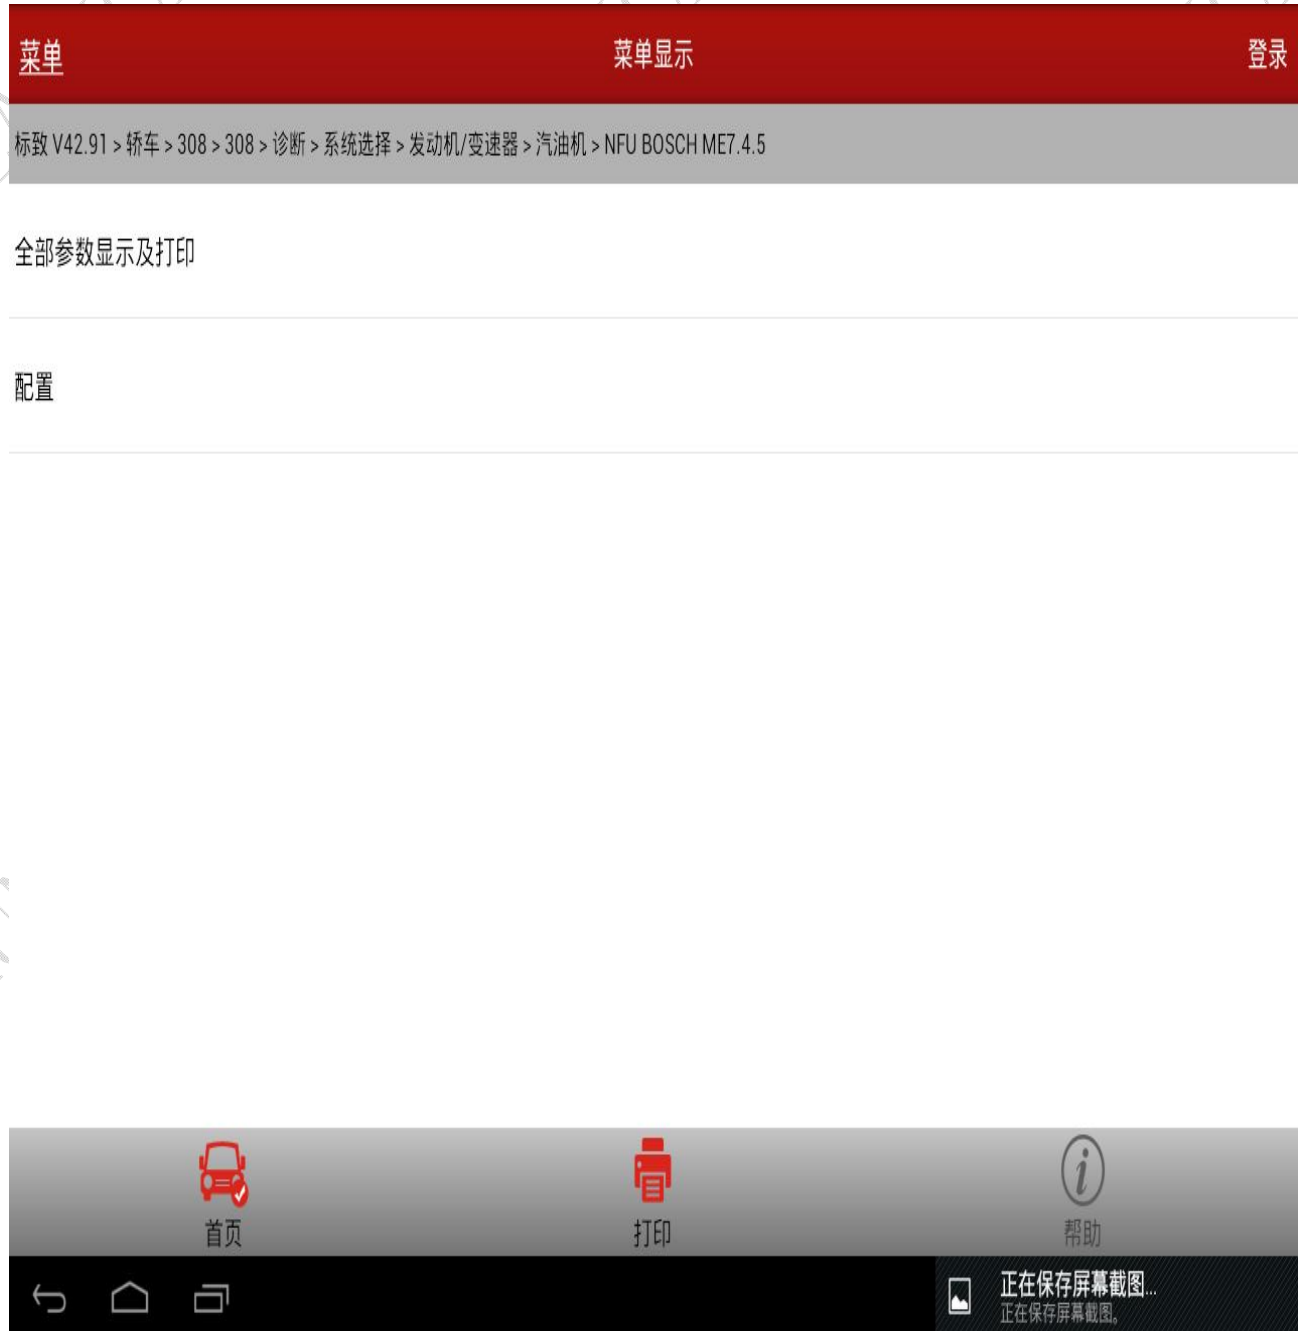 菜单 菜单显示 登录
标致 V42.91 > 轿车 > 308 > 308 > 诊断 > 系统选择 > 发动机/变速器 > 汽油机 > NFU BOSCH ME7.4.5
全部参数显示及打印
配置
首页 打印 帮助
正在保存屏幕截图...
正在保存屏幕截图。